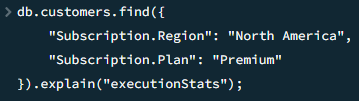 > db.customers.find({
"Subscription.Region": "North America",
"Subscription.Plan": "Premium"
}).explain("executionStats");